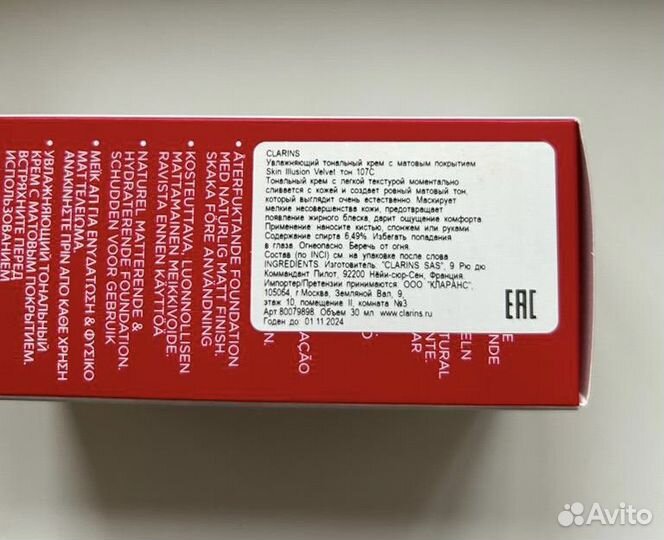 CLARINS
Увлажняющий тональный крем с матовым покрытием
Skin Illusion Velvet тон 107C
Тональный крем с легкой текстурой моментально
сливается с кожей и создает ровный матовый тон,
который выглядит очень естественно. Маскирует
мелкие несовершенства кожи, предотвращает
появление жирного блеска, дарит ощущение комфорта.
Применение: наносите кистью, спонжем или руками
Содержание спирта 6.49% Избегать попадания
в глаза Огнеопасно Беречь от огня.
Состав (по INCI) см. на упаковке после слова
INGREDIENTS. Изготовитель: "CLARINS SAS", 9 Рю дю
Коммандант Пилот, 92200 Нейи-сюр-Сен, Франция.
Импортер/Претензии принимаются ООО "КЛАРАНС",
105064, г Москва, Земляной Вал, 9,
этаж 10, помещение II, комната №3
Арт.80079898. Объем 30 мл www.clarins.ru
Годен до: 01 11 2024
EAC
• ÅTERFUKTANDE FOUNDATION
MED NATURLIG MATT FINISH.
SKAKA FÖRE ANVÄNDNING
• KOSTEUTTAVA, LUONNOLLISEN
MATTAMAINEN MEIKKIVOIDE.
RAVISTA ENNEN KÄYTTÖÄ
• NATUREL MATTERENDE &
HYDRATERENDE FOUNDATION.
SCHUDDEN VOOR GEBRUIK
• ΜΕΪΚ ΑΠ ΓΙΑ ΕΝΥΔΑΤΩΣΗ & ΦΥΣΙΚΟ
ΜΑΤ ΤΕΛΕΙΩΜΑ.
ΑΝΑΚΙΝΗΣΤΕ ΠΡΙΝ ΑΠΟ ΚΑΘΕ ΧΡΗΣΗ
• УВЛАЖНЯЮЩИЙ ТОНАЛЬНЫЙ
КРЕМ С МАТОВЫМ ПОКРЫТИЕМ.
ВСТРЯХНИТЕ ПЕРЕД
ИСПОЛЬЗОВАНИЕМ
Avito